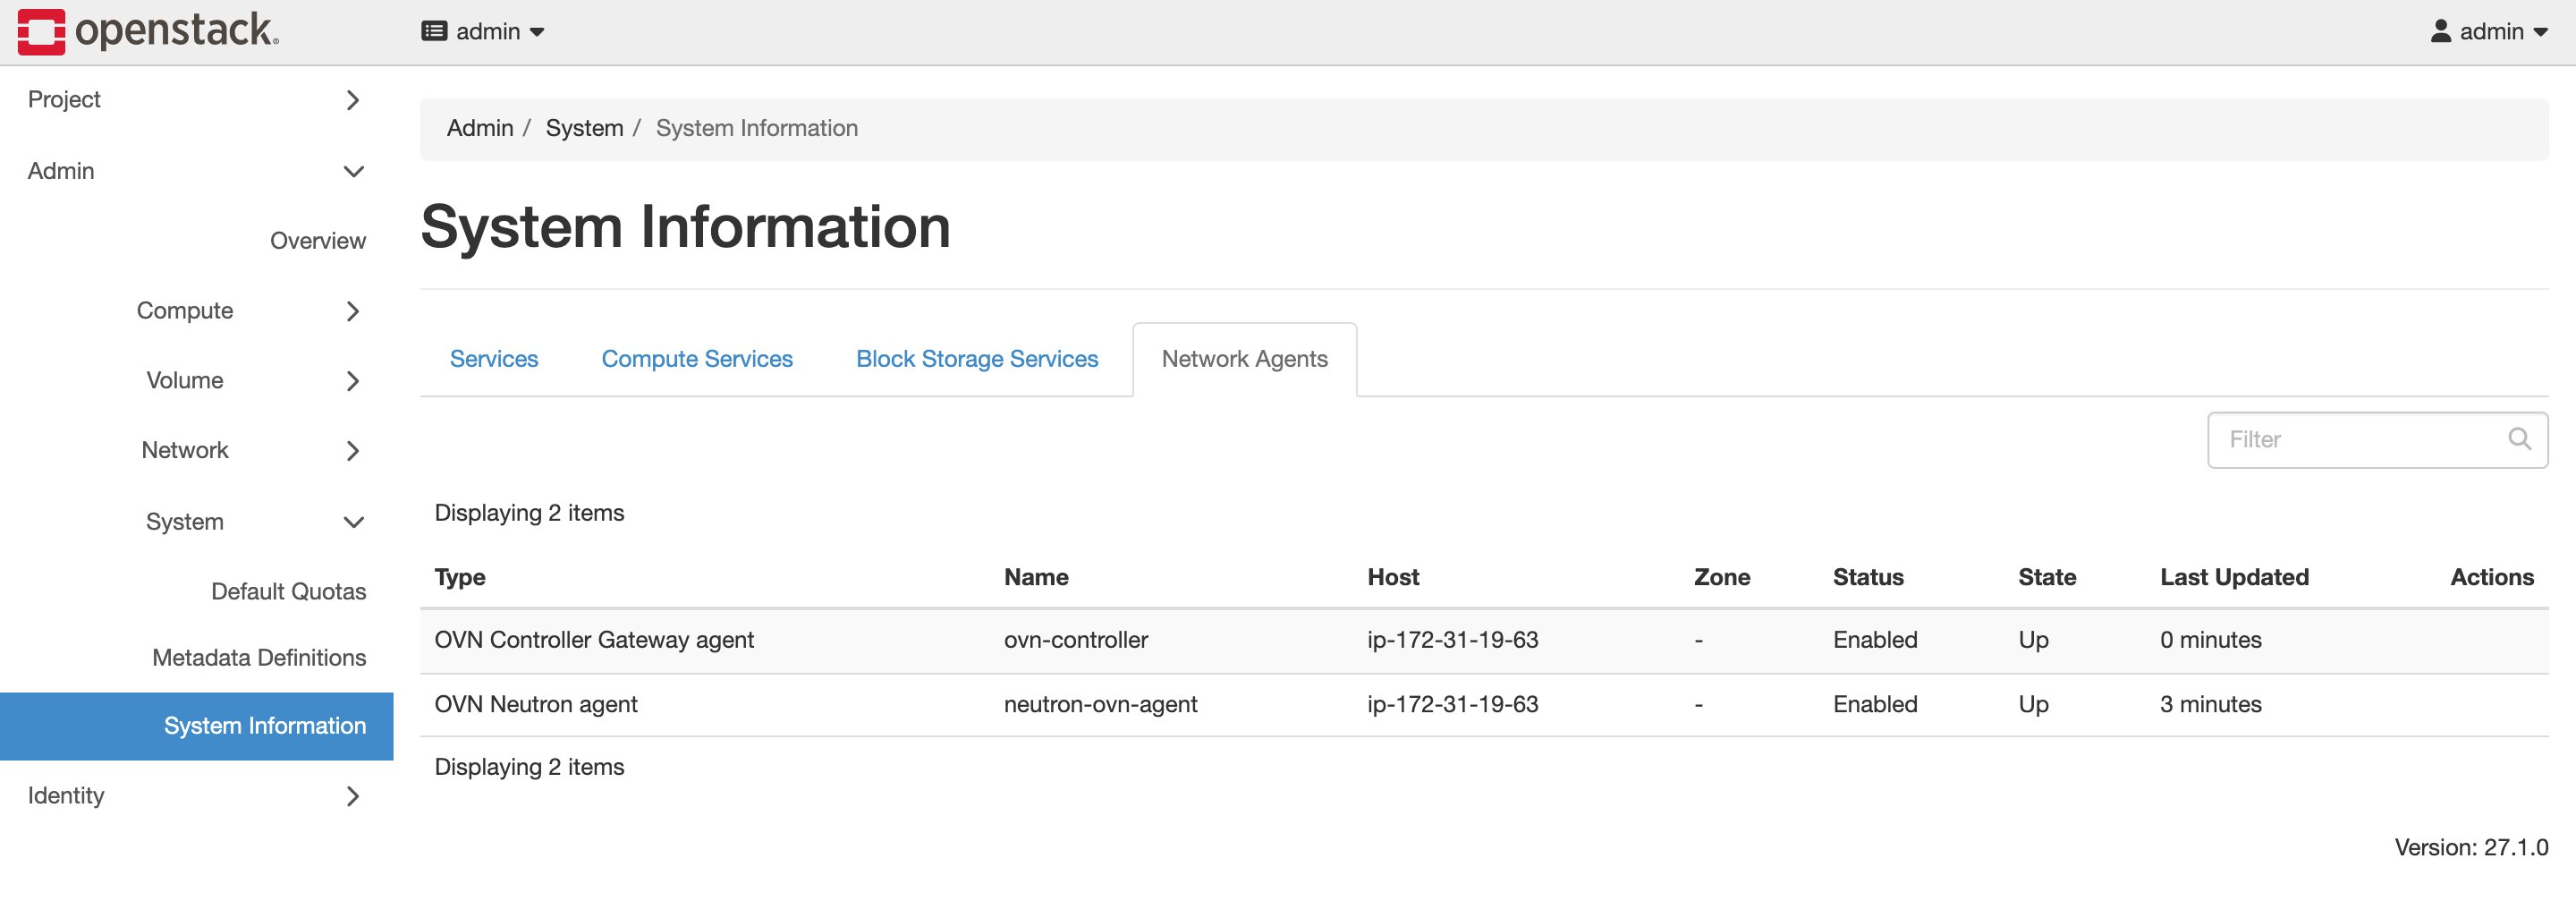 openstack. admin admin
Project
Admin
Overview
Compute
Volume
Network
System
Default Quotas
Metadata Definitions
System Information
Identity
Admin / System / System Information
System Information
Services Compute Services Block Storage Services Network Agents
Filter
Displaying 2 items
Type Name Host Zone Status State Last Updated Actions
OVN Controller Gateway agent ovn-controller ip-172-31-19-63 - Enabled Up 0 minutes
OVN Neutron agent neutron-ovn-agent ip-172-31-19-63 - Enabled Up 3 minutes
Displaying 2 items
Version: 27.1.0